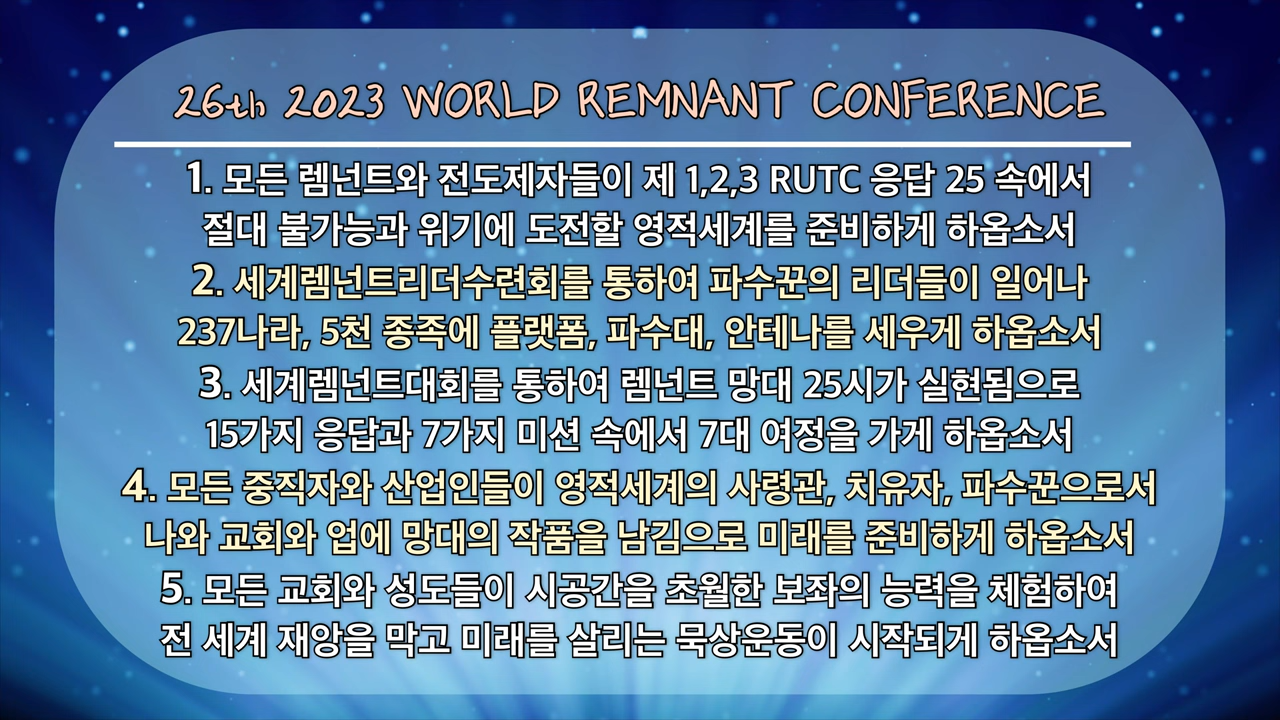 26th 2023 WORLD REMNANT CONFERENCE
1. 모든 렘넌트와 전도제자들이 제 1,2,3 RUTC 응답 25 속에서
절대 불가능과 위기에 도전할 영적세계를 준비하게 하옵소서
2. 세계렘넌트리더수련회를 통하여 파수꾼의 리더들이 일어나
237나라, 5천 종족에 플랫폼, 파수대, 안테나를 세우게 하옵소서
3. 세계렘넌트대회를 통하여 렘넌트 망대 25시가 실현됨으로
15가지 응답과 7가지 미션 속에서 7대 여정을 가게 하옵소서
4. 모든 중직자와 산업인들이 영적세계의 사령관, 치유자, 파수꾼으로서
나와 교회와 업에 망대의 작품을 남김으로 미래를 준비하게 하옵소서
5. 모든 교회와 성도들이 시공간을 초월한 보좌의 능력을 체험하여
전 세계 재앙을 막고 미래를 살리는 묵상운동이 시작되게 하옵소서